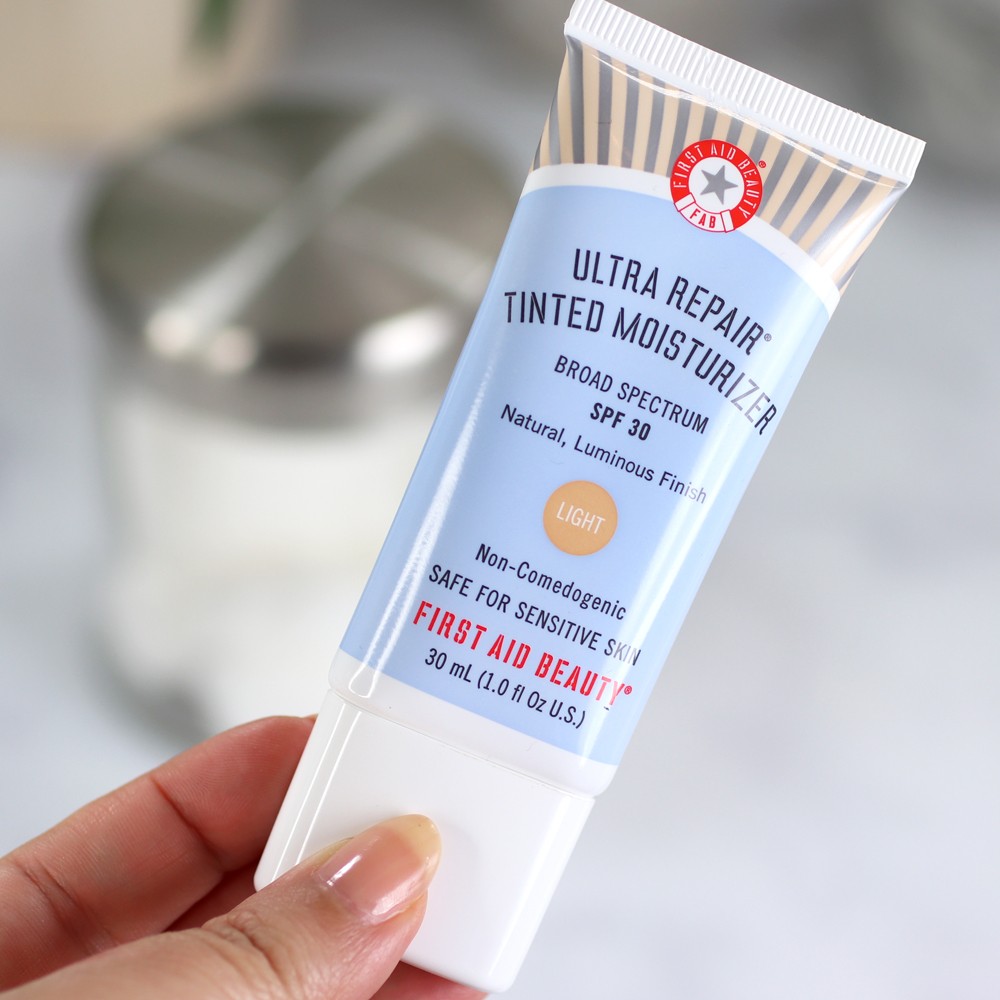 FIRST AID BEAUTY®
FAB
ULTRA REPAIR®
TINTED MOISTURIZER
BROAD SPECTRUM
SPF 30
Natural, Luminous Finish
LIGHT
Non-Comedogenic
SAFE FOR SENSITIVE SKIN
FIRST AID BEAUTY®
30 mL (1.0 fl Oz U.S.)